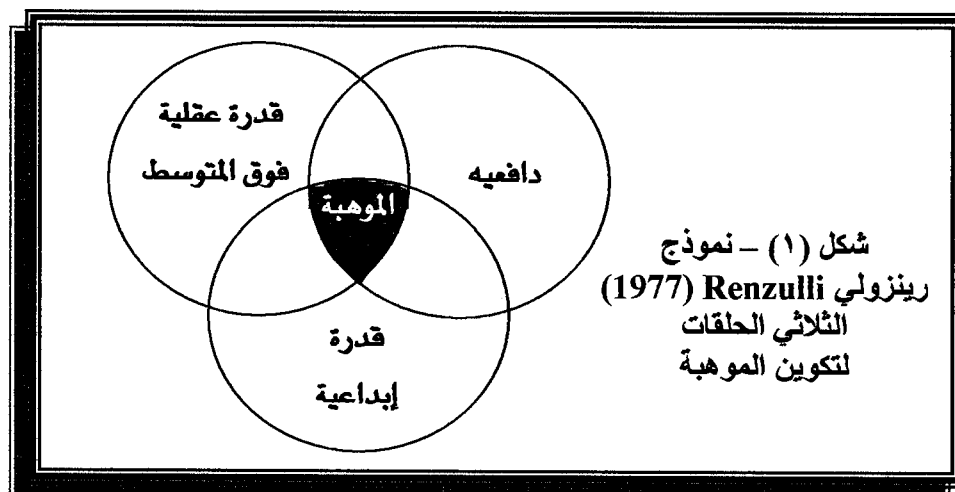 قدرة عقلية
فوق المتوسط
دافعيه
الموهبة
قدرة
إبداعية
شكل (١) – نموذج
رينزولي Renzulli (1977)
الثلاثي الحلقات
لتكوين الموهبة